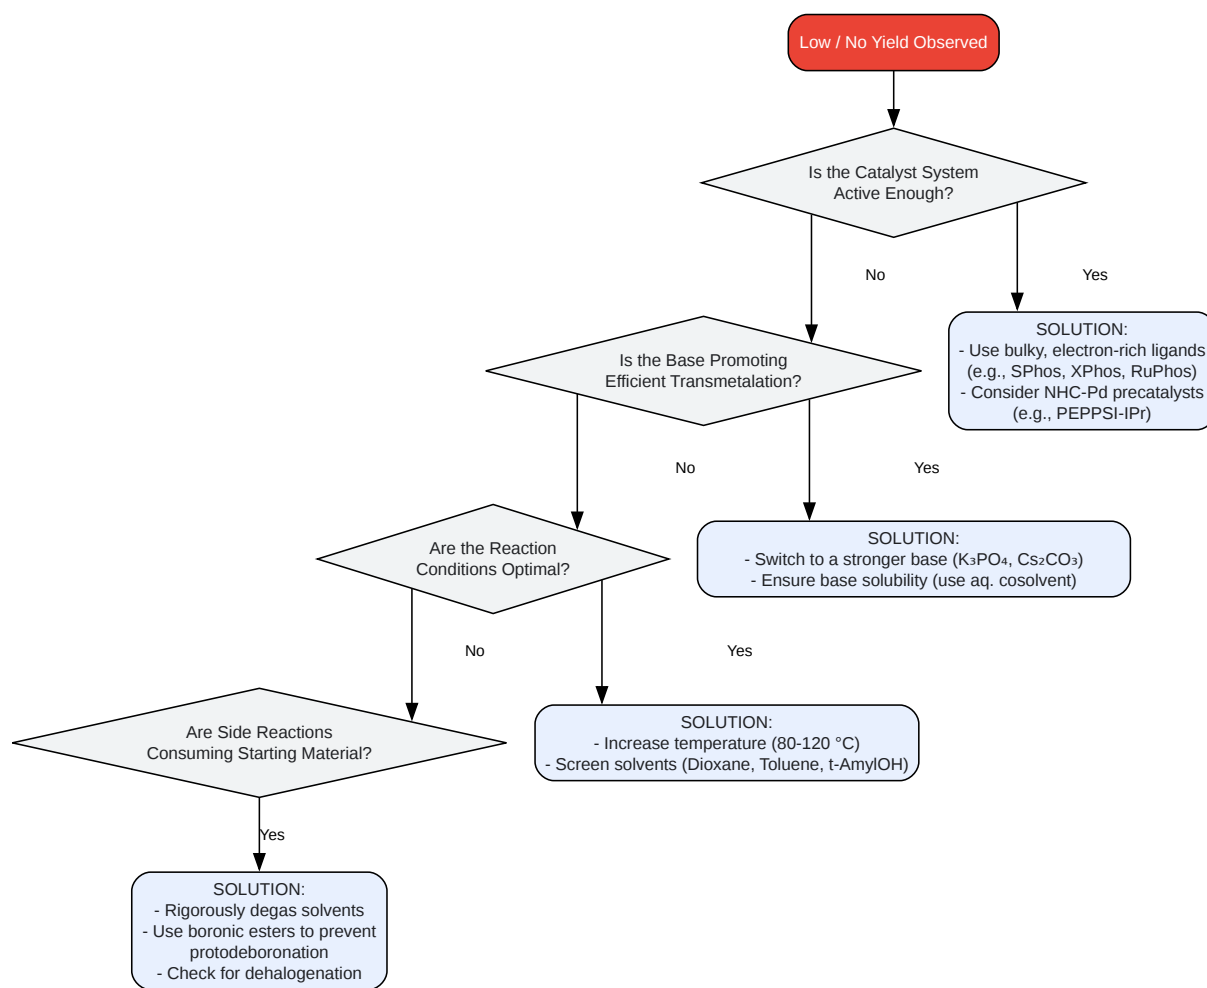 Low / No Yield Observed
Is the Catalyst System
Active Enough?
No
Yes
SOLUTION:
- Use bulky, electron-rich ligands
(e.g., SPhos, XPhos, RuPhos)
- Consider NHC-Pd precatalysts
(e.g., PEPPSI-IPr)
Is the Base Promoting
Efficient Transmetalation?
No
Yes
SOLUTION:
- Switch to a stronger base (K₃PO₄, Cs₂CO₃)
- Ensure base solubility (use aq. cosolvent)
Are the Reaction
Conditions Optimal?
No
Yes
SOLUTION:
- Increase temperature (80-120 °C)
- Screen solvents (Dioxane, Toluene, t-AmylOH)
Are Side Reactions
Consuming Starting Material?
Yes
SOLUTION:
- Rigorously degas solvents
- Use boronic esters to prevent
protodeboronation
- Check for dehalogenation